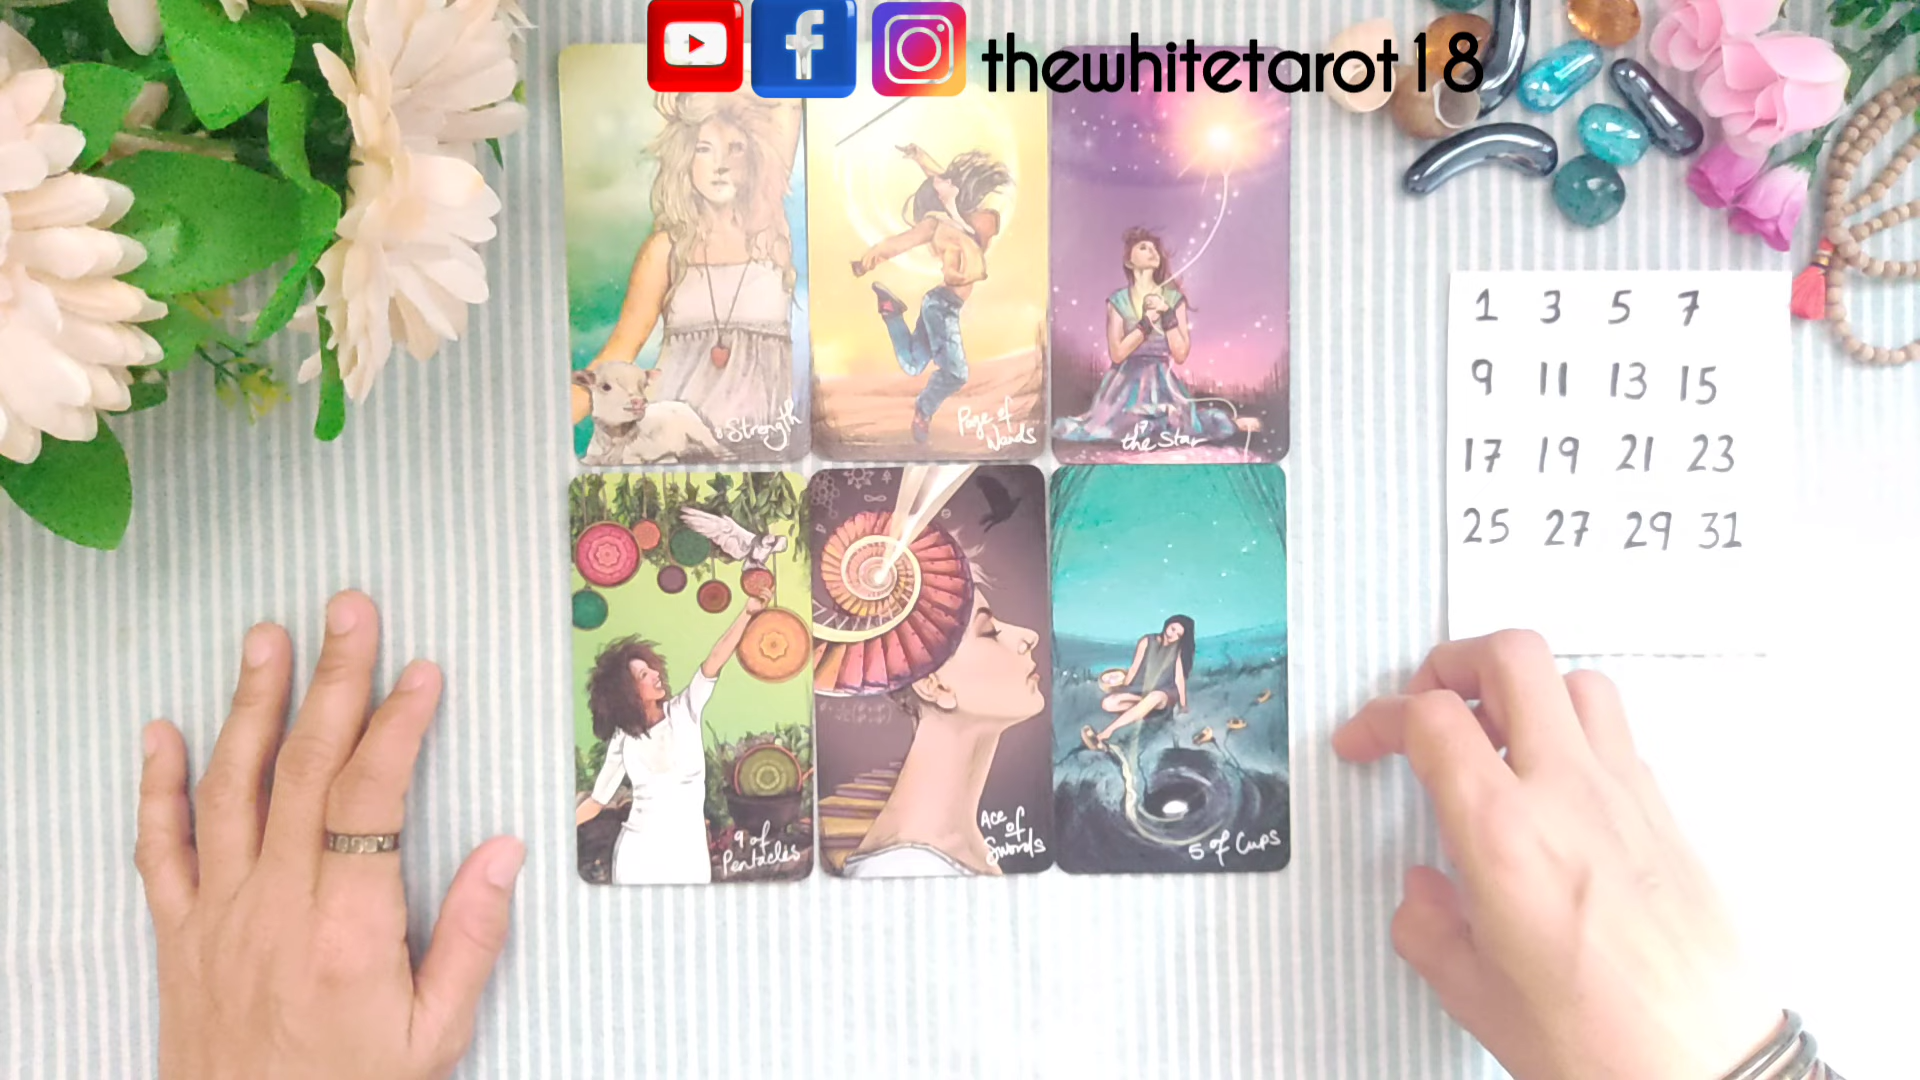 thewhitetarot18
8 Strength
Page of
Wands
17
the Star
9 of
Pentacles
Ace
of
Swords
5 of Cups
1 3 5 7
9 11 13 15
17 19 21 23
25 27 29 31